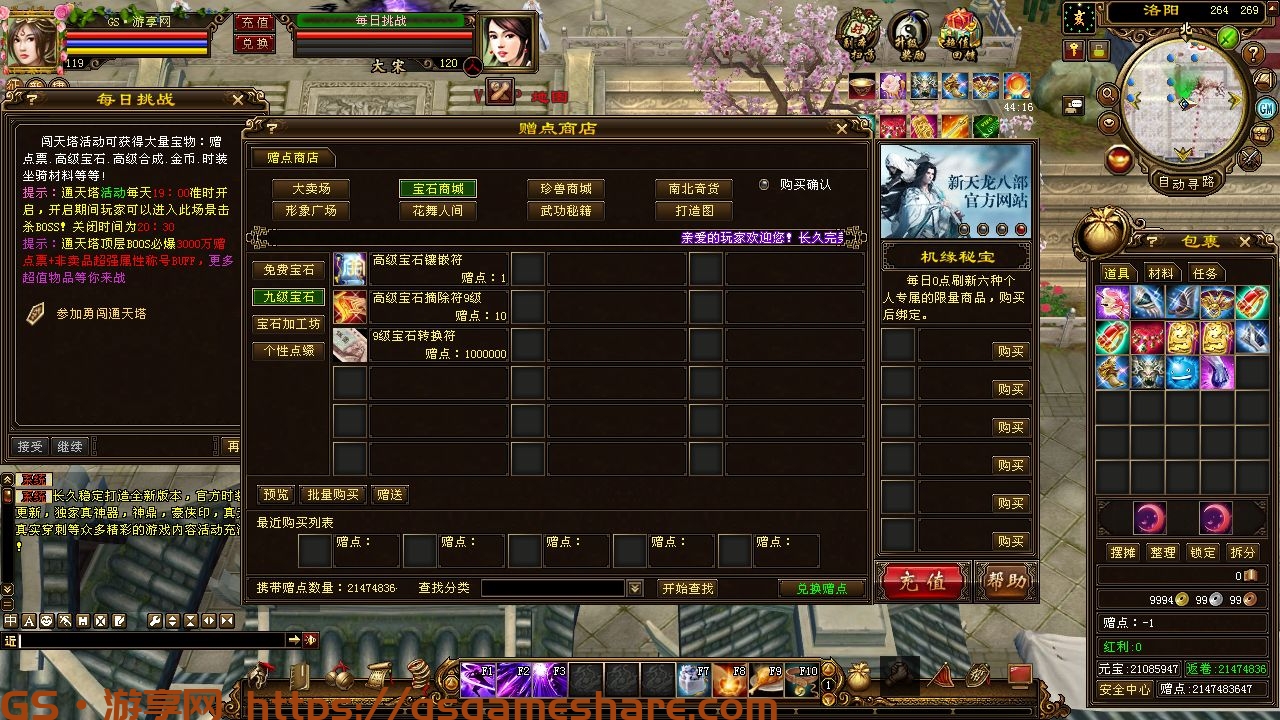 GS·游享网
119
充值
兑换
每日挑战
大宋
120
地图
44:16
洛阳
264 269
北
自动寻路
GM
每日挑战
闯天塔活动可获得大量宝物：赠
点票.高级宝石.高级合成.金币.时装
坐骑材料等等！
提示：通天塔活动每天19：00准时开
启，开启期间玩家可以进入此场景击
杀BOSS！关闭时间为20：30
提示：通天塔顶层BOOS必爆3000万赠
点票+非卖品超强属性称号BUFF，更多
超值物品等你来战
参加勇闯通天塔
接受
继续
再
赠点商店
赠点商店
大卖场
宝石商城
珍兽商城
南北奇货
购买确认
形象广场
花舞人间
武功秘籍
打造图
亲爱的玩家欢迎您！长久完美
免费宝石
九级宝石
宝石加工坊
个性点缀
高级宝石镶嵌符
赠点：1
高级宝石摘除符9级
赠点：10
9级宝石转换符
赠点：1000000
预览
批量购买
赠送
最近购买列表
赠点：
赠点：
赠点：
赠点：
赠点：
携带赠点数量：21474836
查找分类
开始查找
兑换赠点
新天龙八部
官方网站
机缘秘宝
每日0点刷新六种个
人专属的限量商品，购买
后绑定。
购买
购买
购买
购买
购买
购买
充值
帮助
包裹
道具
材料
任务
摆摊
整理
锁定
拆分
0
9994
99
99
赠点：-1
红利:0
元宝:21085947
返卷:21474836
安全中心
赠点：2147483647
系统
系统 长久稳定打造全新版本，官方时装
更新，独家真神器，神鼎，豪侠印，真
真实穿刺等众多精彩的游戏内容活动充
！
近
F1
F2
F3
F7
F8
F9
F10
1
GS 游享网 https://gsgameshare.com